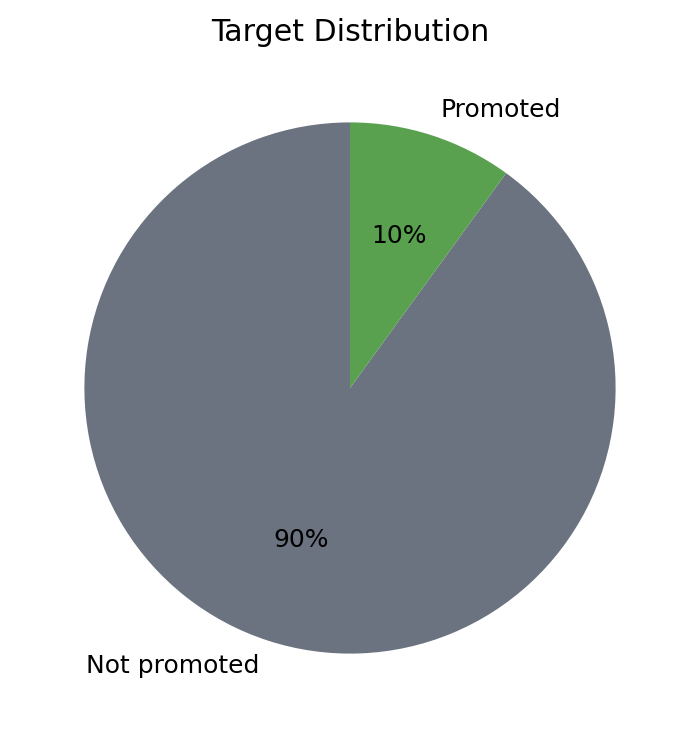 Target Distribution
Promoted
10%
90%
Not promoted